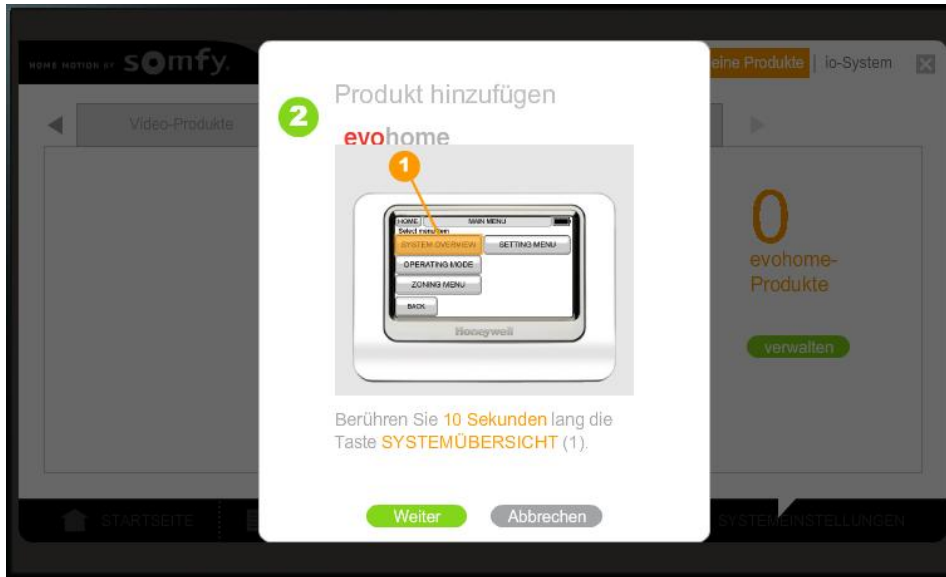 HOME MOTION BY somfy.
eine Produkte | io-System
Video-Produkte
2
Produkt hinzufügen
evohome
1
HOME MAIN MENU
Select menu item
SYSTEM OVERVIEW SETTING MENU
OPERATING MODE
ZONING MENU
BACK
Honeywell
0
evohome-
Produkte
verwalten
Berühren Sie 10 Sekunden lang die
Taste SYSTEMÜBERSICHT (1).
Weiter Abbrechen
STARTSEITE SYSTEMEINSTELLUNGEN